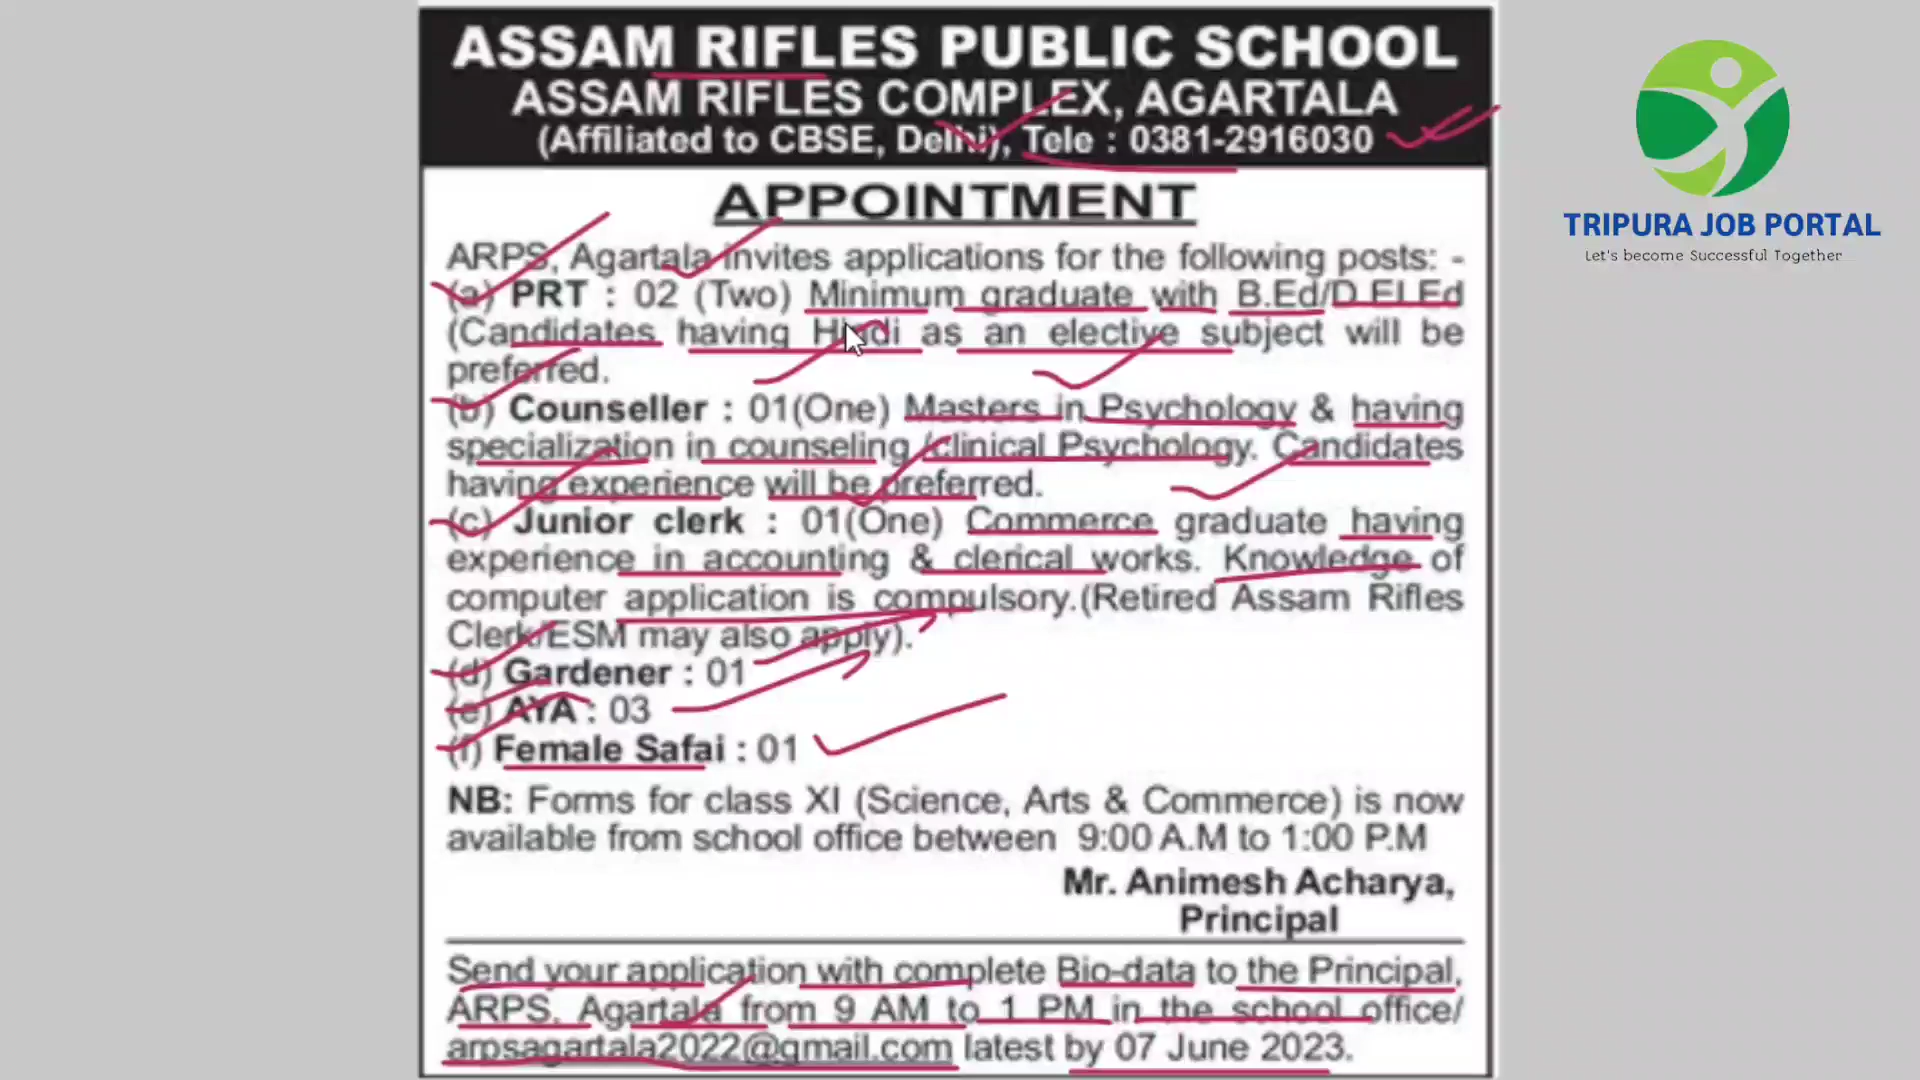 ASSAM RIFLES PUBLIC SCHOOL
ASSAM RIFLES COMPLEX, AGARTALA
(Affiliated to CBSE, Delhi), Tele : 0381-2916030
APPOINTMENT
ARPS, Agartala invites applications for the following posts: -
(a) PRT : 02 (Two) Minimum graduate with B.Ed/D.El.Ed
(Candidates having Hindi as an elective subject will be
preferred.
(b) Counseller : 01(One) Masters in Psychology & having
specialization in counseling /clinical Psychology. Candidates
having experience will be preferred.
(c) Junior clerk : 01(One) Commerce graduate having
experience in accounting & clerical works. Knowledge of
computer application is compulsory.(Retired Assam Rifles
Clerk/ESM may also apply).
(d) Gardener : 01
(e) AYA : 03
(f) Female Safai : 01
NB: Forms for class XI (Science, Arts & Commerce) is now
available from school office between 9:00 A.M to 1:00 P.M
Mr. Animesh Acharya,
Principal
Send your application with complete Bio-data to the Principal,
ARPS, Agartala from 9 AM to 1 PM in the school office/
arpsagartala2022@gmail.com latest by 07 June 2023.
TRIPURA JOB PORTAL
Let's become Successful Together